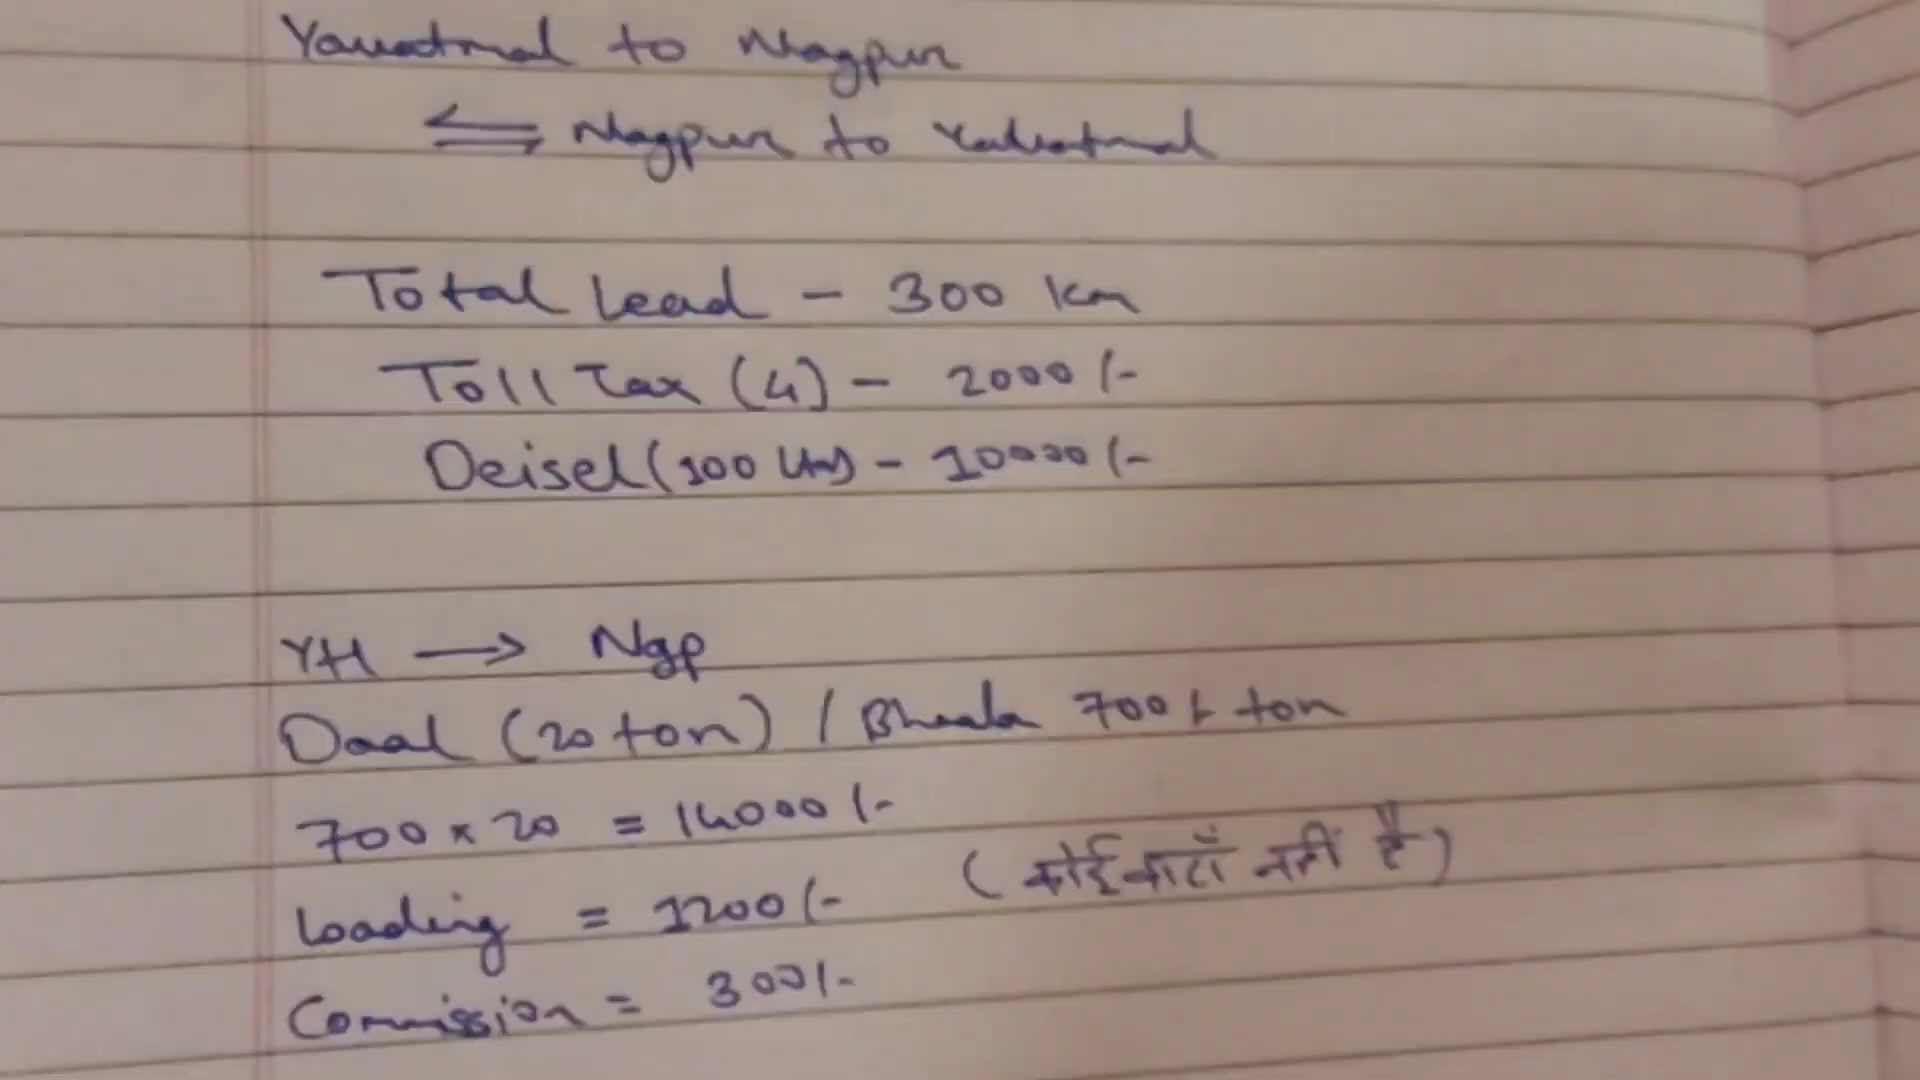 Yavatmal to Nagpur
⇌ Nagpur to Yavatmal
Total Lead - 300 km
Toll Tax (4) - 2000/-
Deisel (100 Ltrs) - 10000/-
YTL → Ngp
Daal (20 ton) / Bhada 700/- ton
700 x 20 = 14000/-
Loading = 1200/- (कोई काटाँ नहीं है)
Commission = 300/-